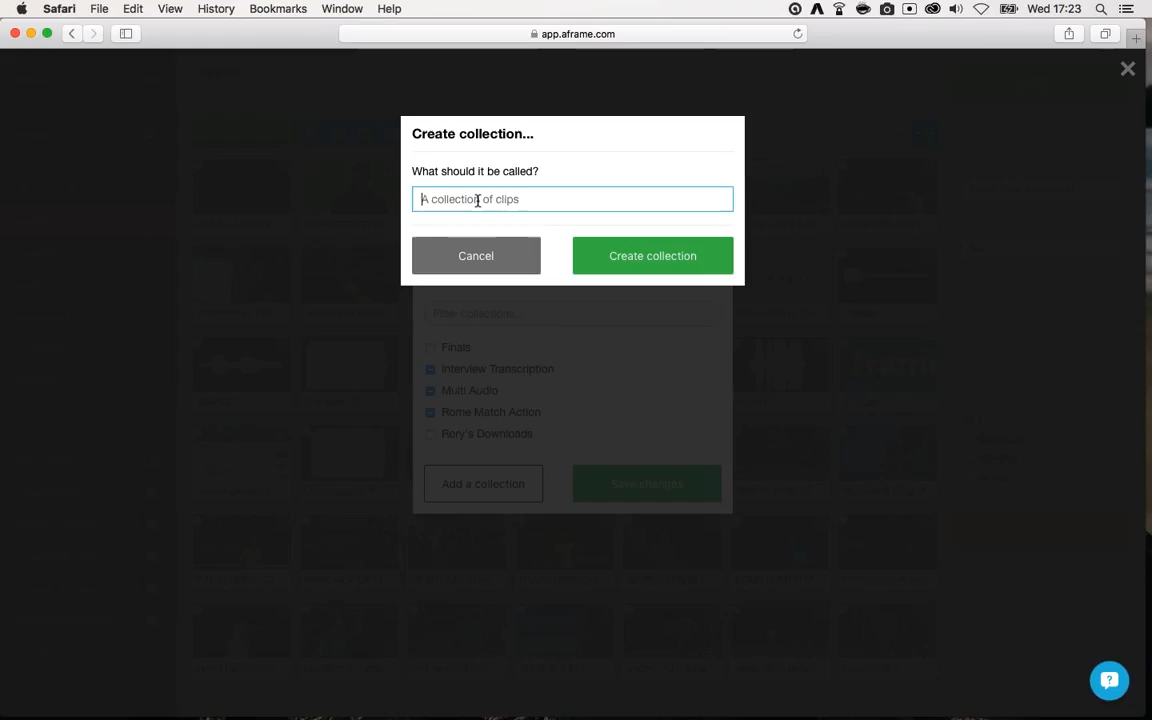 Safari File Edit View History Bookmarks Window Help Wed 17:23
app.aframe.com
Create collection...
What should it be called?
A collection of clips
Cancel Create collection
Filter collections...
Finals
Interview Transcription
Multi Audio
Rome Match Action
Rory's Downloads
Add a collection Save changes